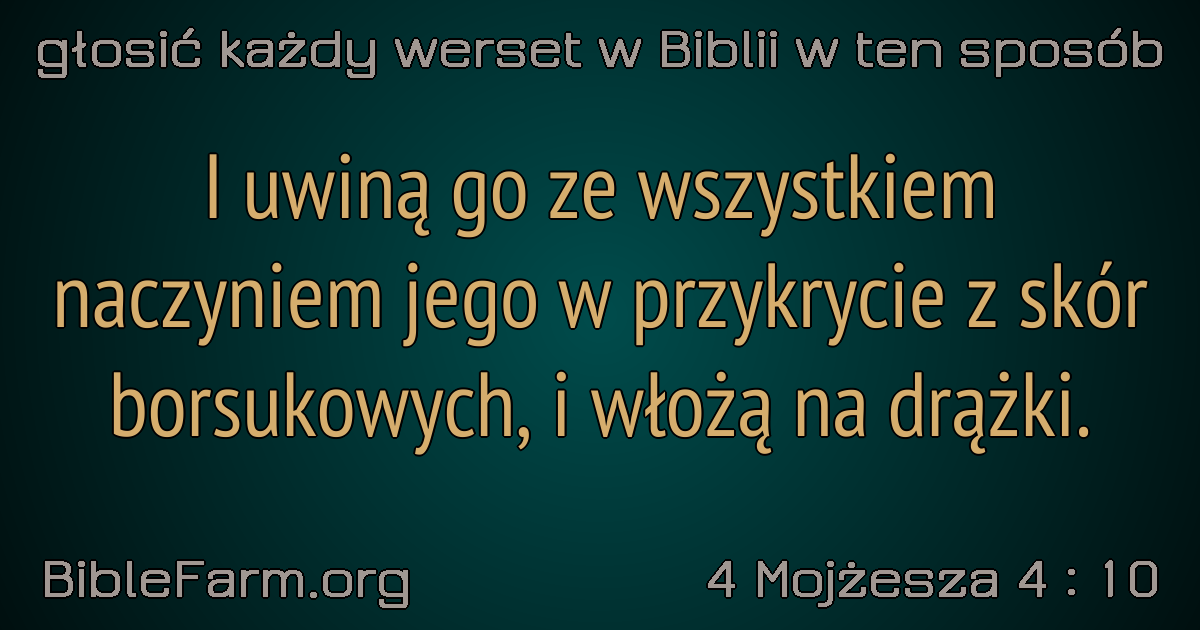 głosić każdy werset w Biblii w ten sposób
I uwiną go ze wszystkiem
naczyniem jego w przykrycie z skór
borsukowych, i włożą na drążki.
BibleFarm.org
4 Mojżesza 4 : 10